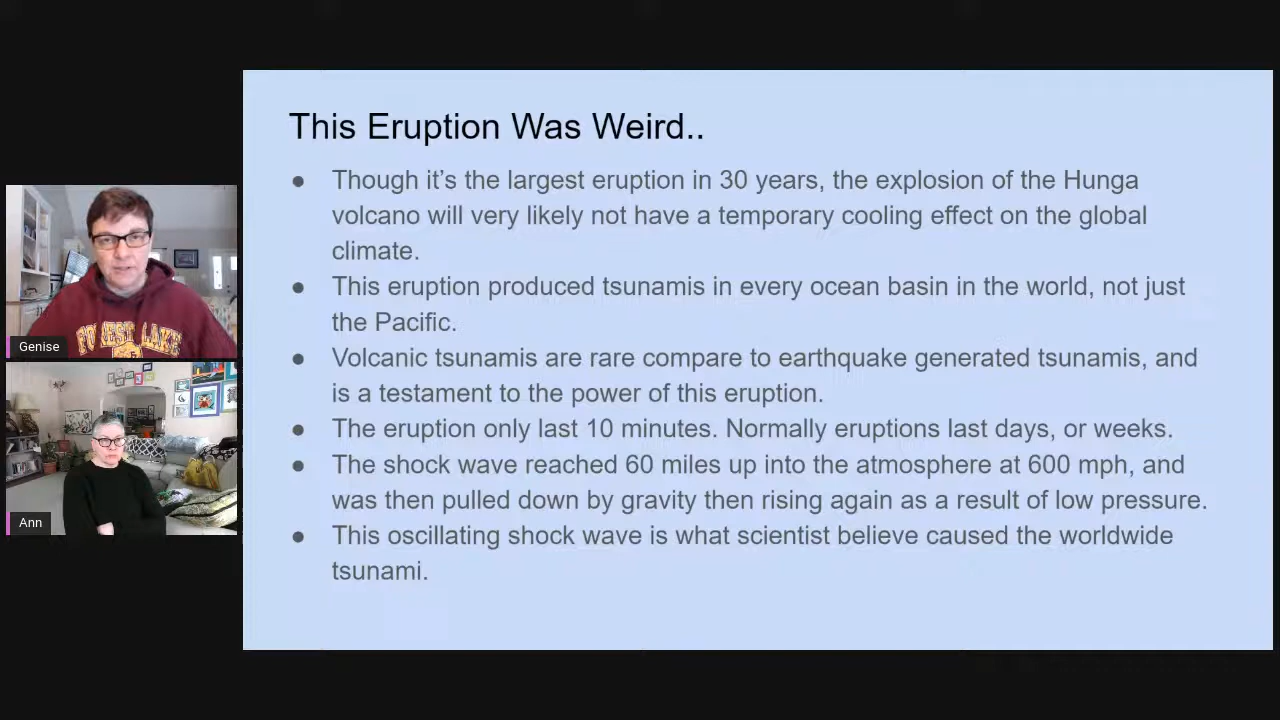 This Eruption Was Weird..
● Though it's the largest eruption in 30 years, the explosion of the Hunga
volcano will very likely not have a temporary cooling effect on the global
climate.
● This eruption produced tsunamis in every ocean basin in the world, not just
the Pacific.
● Volcanic tsunamis are rare compare to earthquake generated tsunamis, and
is a testament to the power of this eruption.
● The eruption only last 10 minutes. Normally eruptions last days, or weeks.
● The shock wave reached 60 miles up into the atmosphere at 600 mph, and
was then pulled down by gravity then rising again as a result of low pressure.
● This oscillating shock wave is what scientist believe caused the worldwide
tsunami.
FOREST LAKE
Genise
Ann